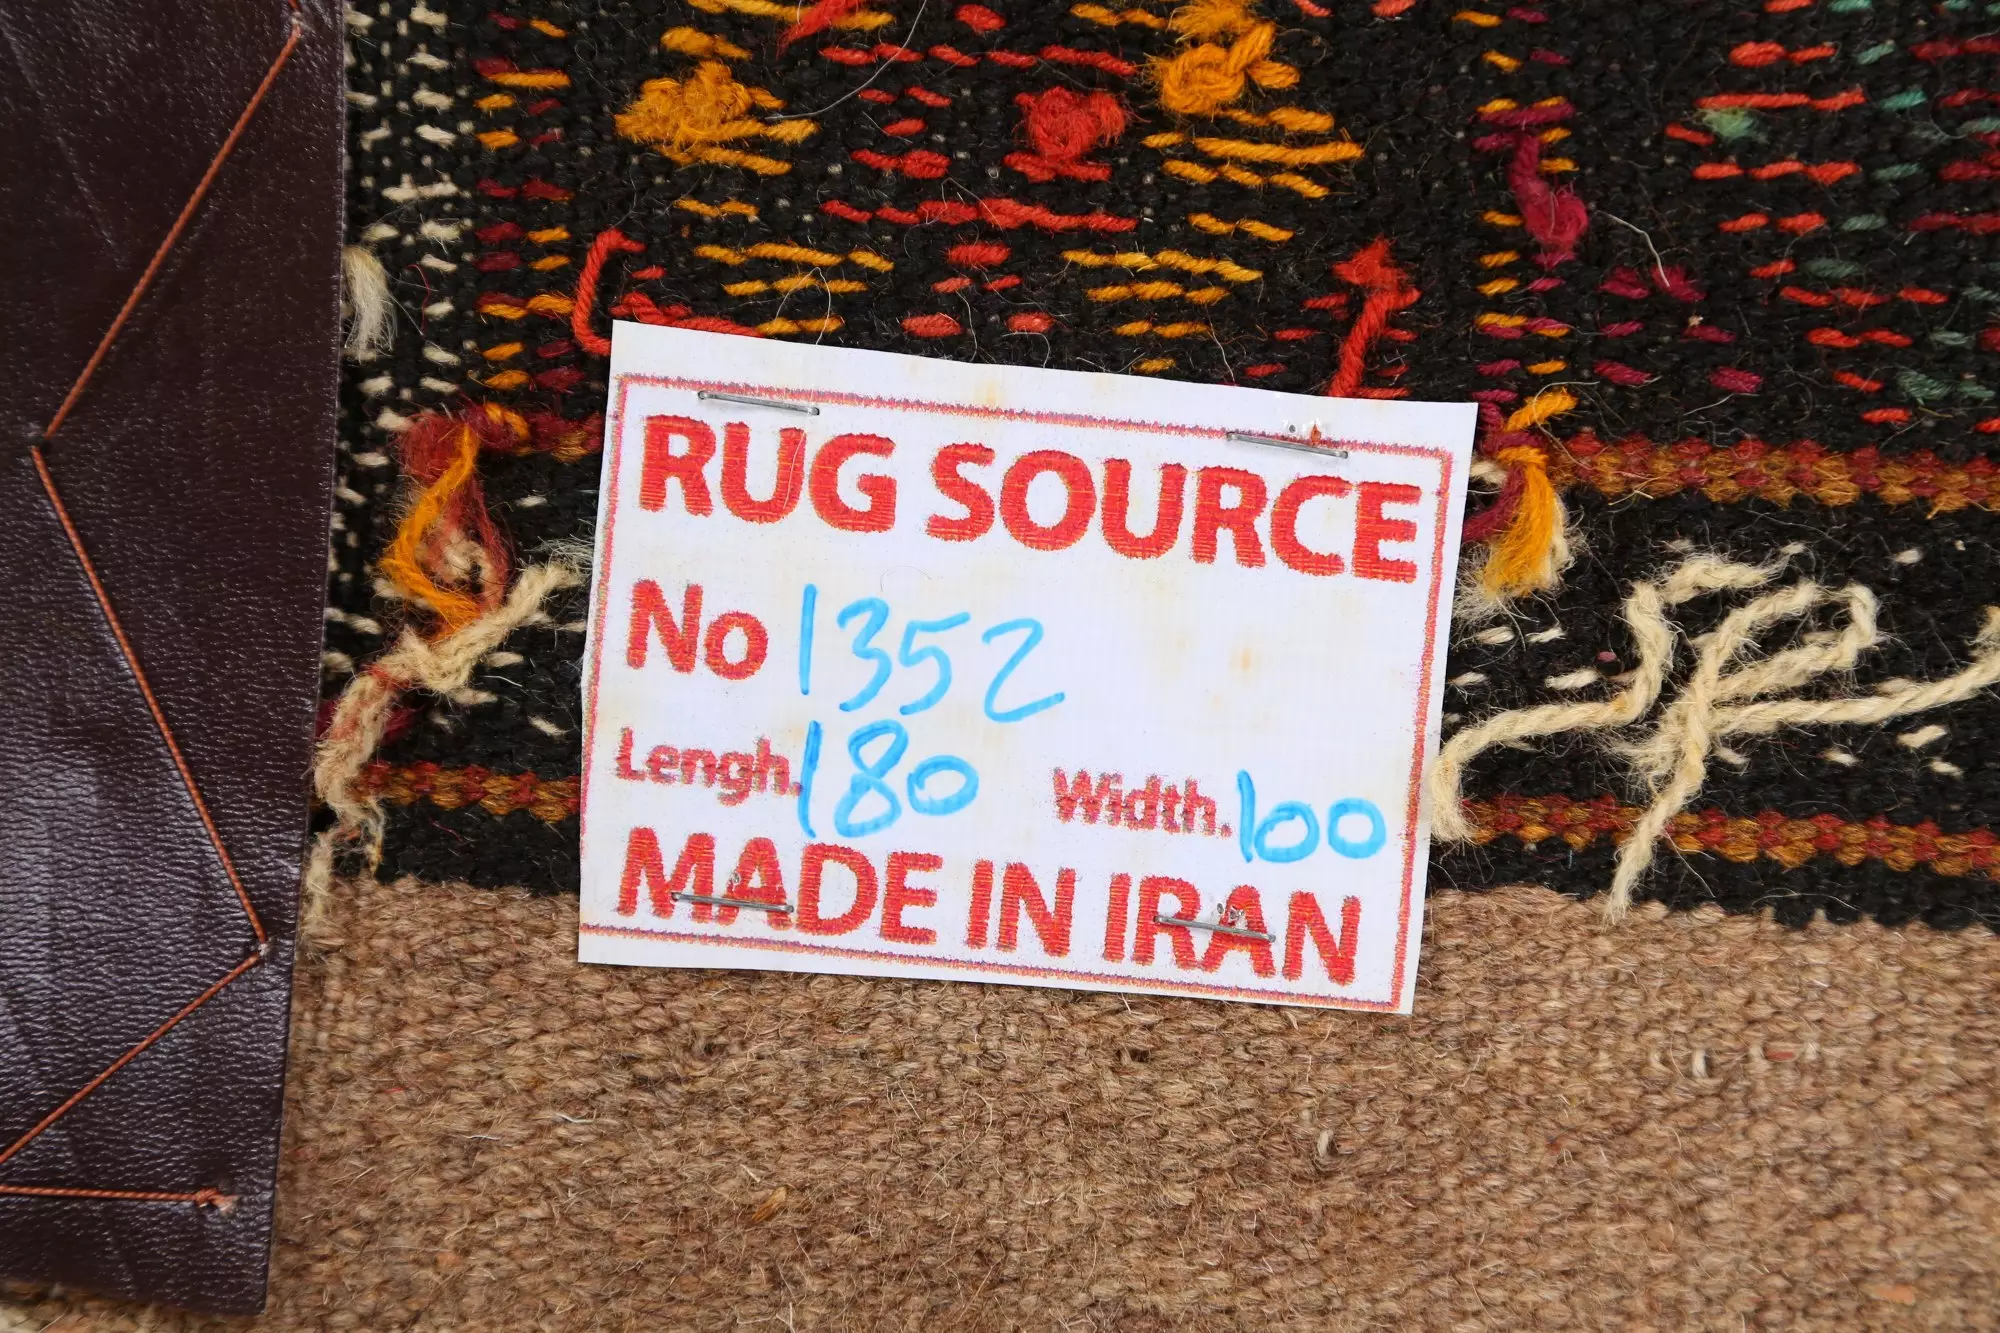 RUG SOURCE
No 1352
Lengh. 180 Width. 100
MADE IN IRAN